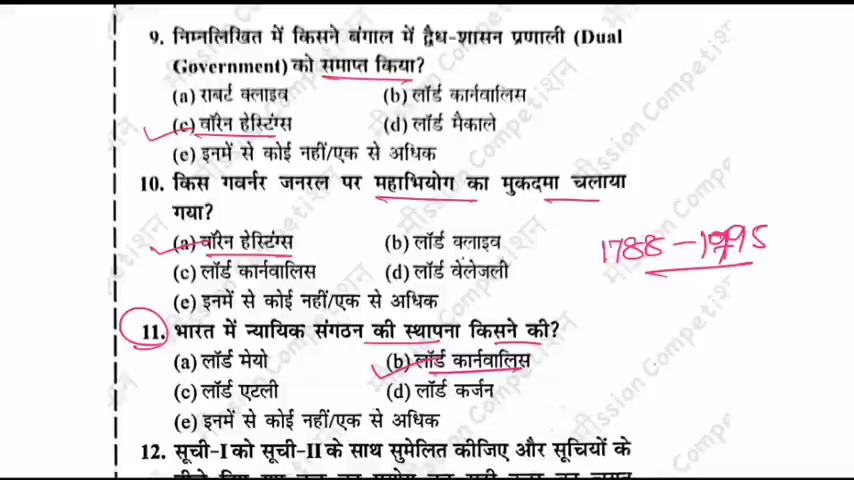 9. निम्नलिखित में किसने बंगाल में द्वैध-शासन प्रणाली (Dual
Government) को समाप्त किया?
(a) राबर्ट क्लाइव (b) लॉर्ड कार्नवालिस
(c) वॉरेन हेस्टिंग्स (d) लॉर्ड मैकाले
(e) इनमें से कोई नहीं/एक से अधिक
10. किस गवर्नर जनरल पर महाभियोग का मुकदमा चलाया
गया?
(a) वॉरेन हेस्टिंग्स (b) लॉर्ड क्लाइव
1788 - 1795
(c) लॉर्ड कार्नवालिस (d) लॉर्ड वेलेजली
(e) इनमें से कोई नहीं/एक से अधिक
11. भारत में न्यायिक संगठन की स्थापना किसने की?
(a) लॉर्ड मेयो (b) लॉर्ड कार्नवालिस
(c) लॉर्ड एटली (d) लॉर्ड कर्जन
(e) इनमें से कोई नहीं/एक से अधिक
12. सूची-I को सूची-II के साथ सुमेलित कीजिए और सूचियों के